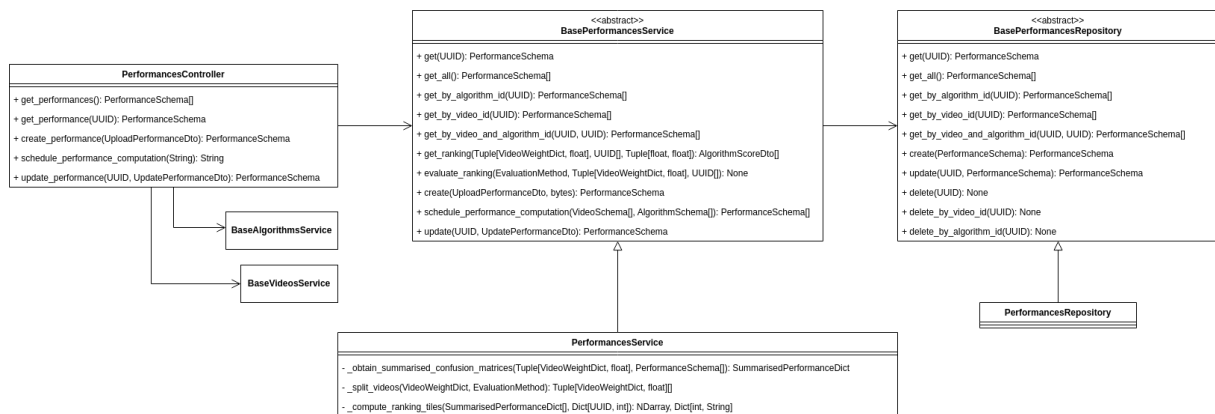 PerformancesController
+ get_performances(): PerformanceSchema[]
+ get_performance(UUID): PerformanceSchema
+ create_performance(UploadPerformanceDto): PerformanceSchema
+ schedule_performance_computation(String): String
+ update_performance(UUID, UpdatePerformanceDto): PerformanceSchema
BaseAlgorithmsService
BaseVideosService
<<abstract>>
BasePerformancesService
+ get(UUID): PerformanceSchema
+ get_all(): PerformanceSchema[]
+ get_by_algorithm_id(UUID): PerformanceSchema[]
+ get_by_video_id(UUID): PerformanceSchema[]
+ get_by_video_and_algorithm_id(UUID, UUID): PerformanceSchema[]
+ get_ranking(Tuple[VideoWeightDict, float], UUID[], Tuple[float, float]): AlgorithmScoreDto[]
+ evaluate_ranking(EvaluationMethod, Tuple[VideoWeightDict, float], UUID[]): None
+ create(UploadPerformanceDto, bytes): PerformanceSchema
+ schedule_performance_computation(VideoSchema[], AlgorithmSchema[]): PerformanceSchema[]
+ update(UUID, UpdatePerformanceDto): PerformanceSchema
<<abstract>>
BasePerformancesRepository
+ get(UUID): PerformanceSchema
+ get_all(): PerformanceSchema[]
+ get_by_algorithm_id(UUID): PerformanceSchema[]
+ get_by_video_id(UUID): PerformanceSchema[]
+ get_by_video_and_algorithm_id(UUID, UUID): PerformanceSchema[]
+ create(PerformanceSchema): PerformanceSchema
+ update(UUID, PerformanceSchema): PerformanceSchema
+ delete(UUID): None
+ delete_by_video_id(UUID): None
+ delete_by_algorithm_id(UUID): None
PerformancesRepository
PerformancesService
- _obtain_summarised_confusion_matrices(Tuple[VideoWeightDict, float], PerformanceSchema[]): SummarisedPerformanceDict
- _split_videos(VideoWeightDict, EvaluationMethod): Tuple[VideoWeightDict, float][]
- _compute_ranking_tiles(SummarisedPerformanceDict[], Dict[UUID, int]): NDarray, Dict[int, String]